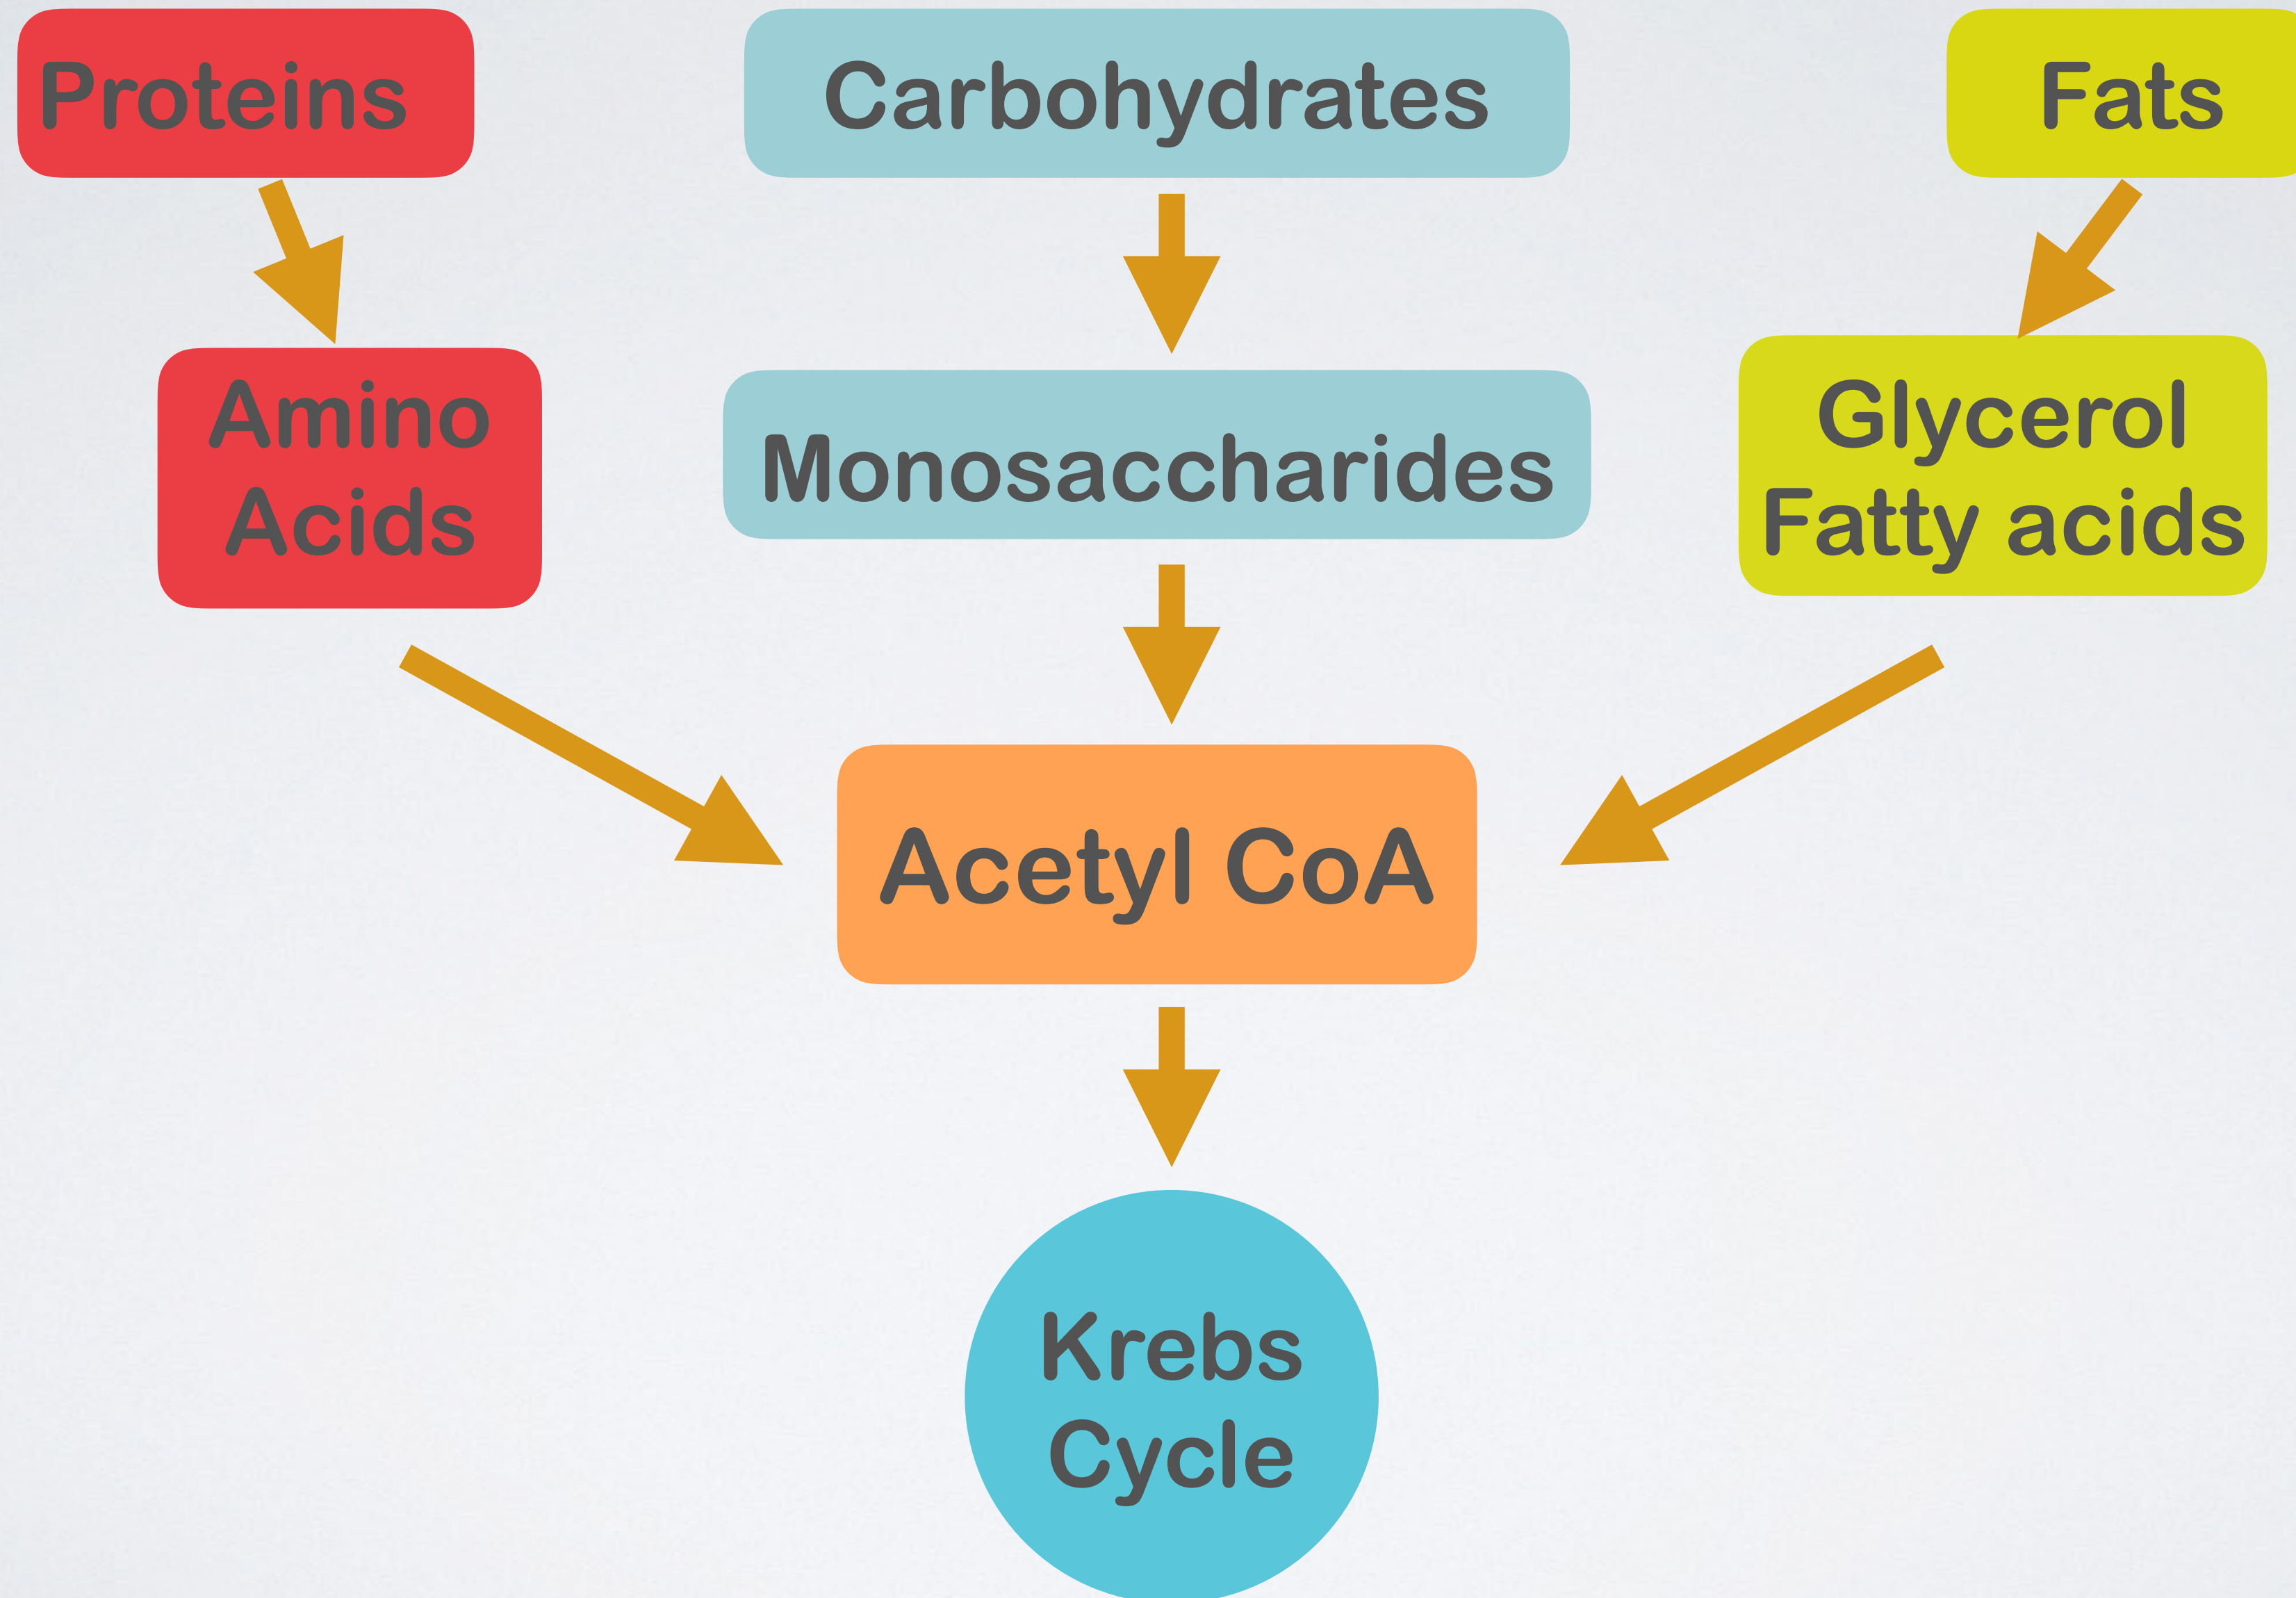 Proteins
Carbohydrates
Fats
Amino
Acids
Monosaccharides
Glycerol
Fatty acids
Acetyl CoA
Krebs
Cycle